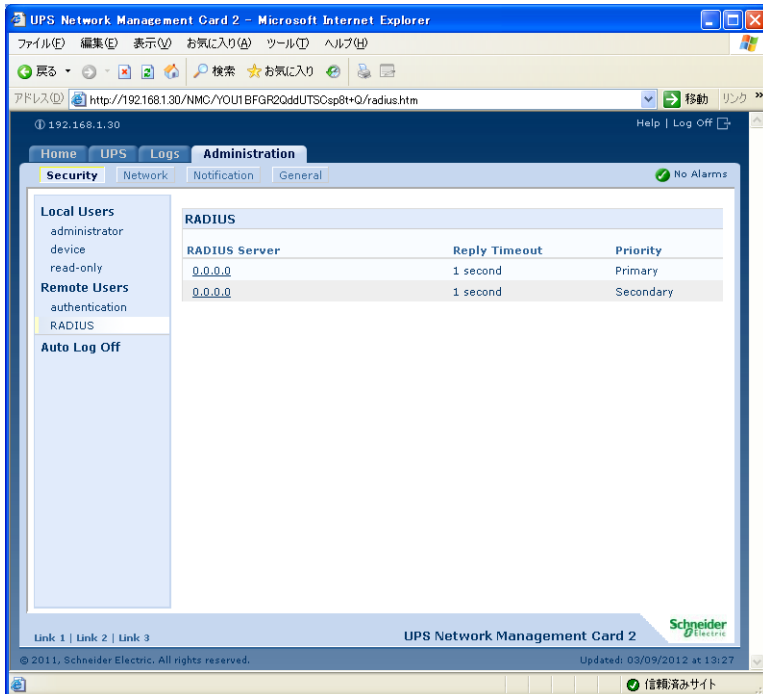 UPS Network Management Card 2 - Microsoft Internet Explorer
ファイル(F) 編集(E) 表示(V) お気に入り(A) ツール(T) ヘルプ(H)
戻る 検索 お気に入り
アドレス(D) http://192.168.1.30/NMC/YOU1BFGR2QddUTSCsp8t+Q/radius.htm 移動 リンク »
192.168.1.30 Help | Log Off
Home UPS Logs Administration
Security Network Notification General No Alarms
Local Users
administrator
device
read-only
Remote Users
authentication
RADIUS
Auto Log Off
RADIUS
RADIUS Server Reply Timeout Priority
0.0.0.0 1 second Primary
0.0.0.0 1 second Secondary
Link 1 | Link 2 | Link 3 UPS Network Management Card 2 Schneider Electric
© 2011, Schneider Electric. All rights reserved. Updated: 03/09/2012 at 13:27
信頼済みサイト